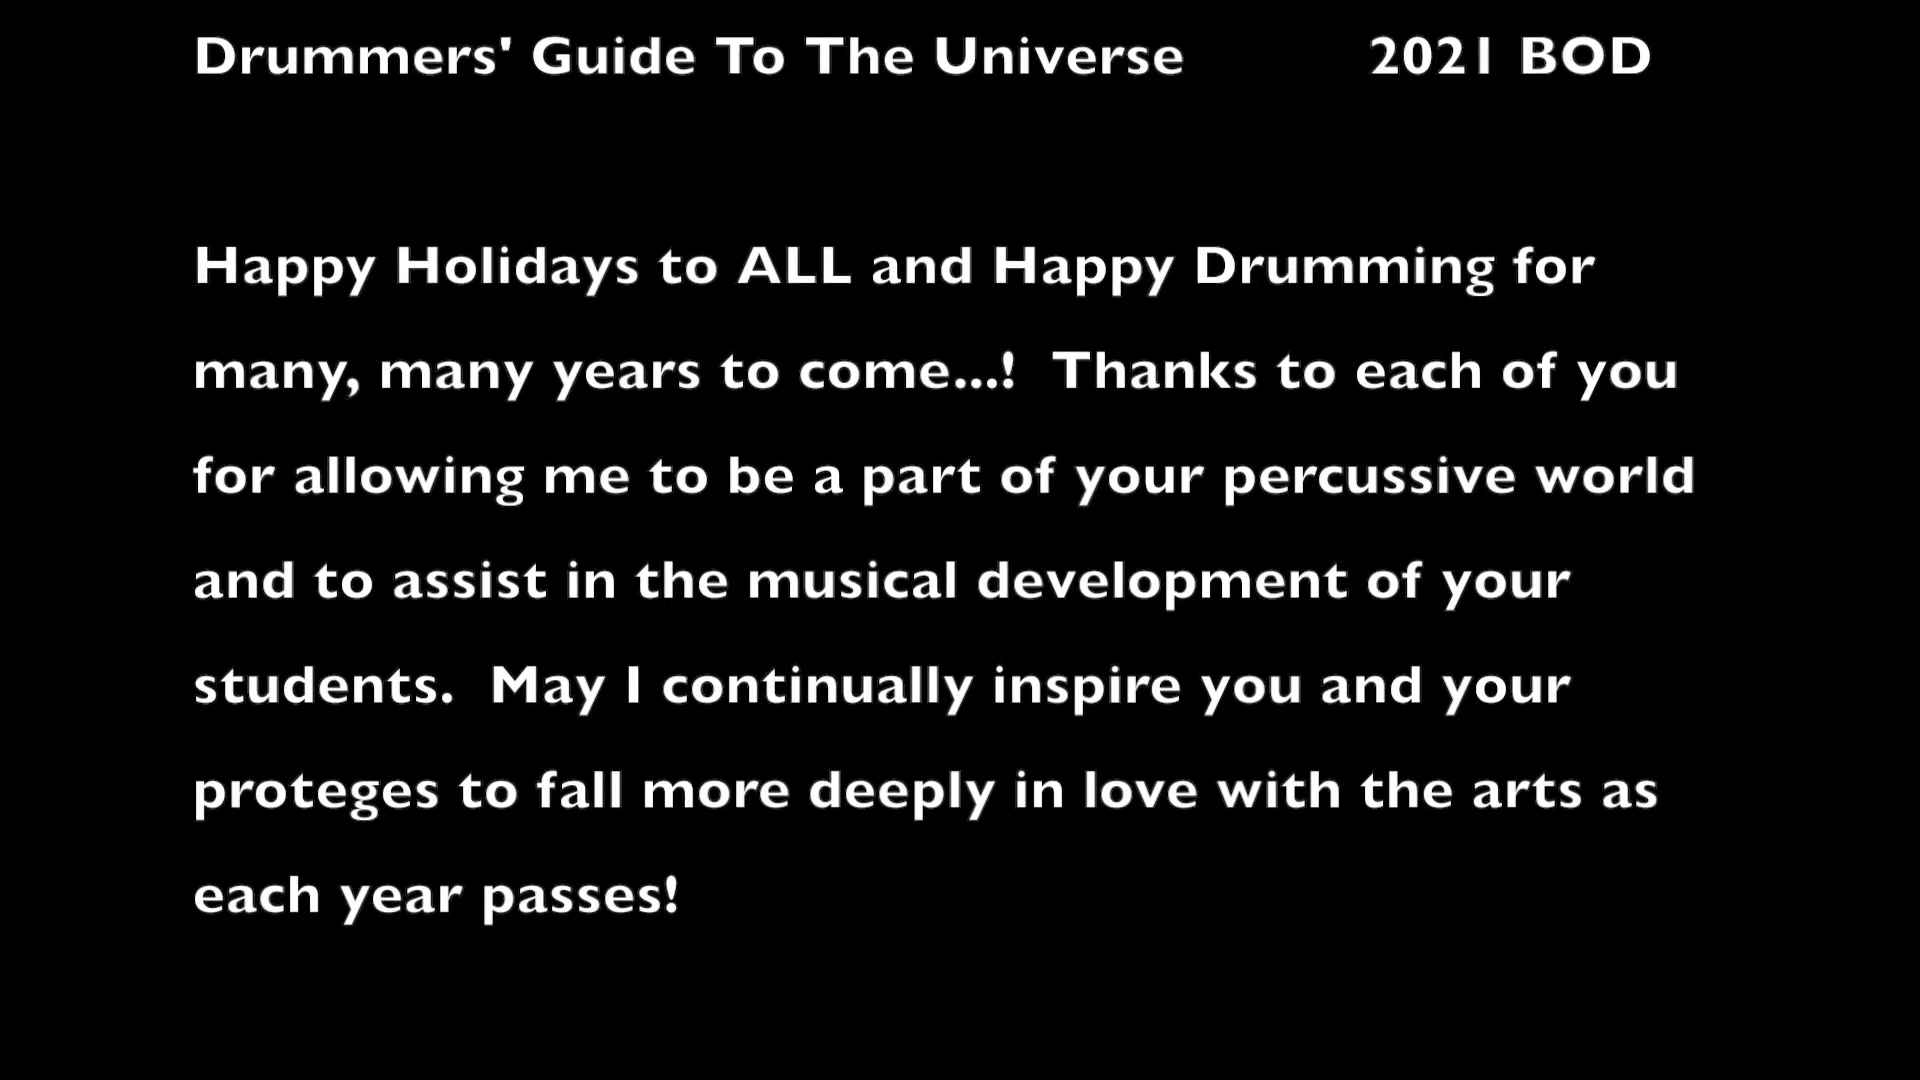 Drummers' Guide To The Universe 2021 BOD
Happy Holidays to ALL and Happy Drumming for
many, many years to come...! Thanks to each of you
for allowing me to be a part of your percussive world
and to assist in the musical development of your
students. May I continually inspire you and your
proteges to fall more deeply in love with the arts as
each year passes!